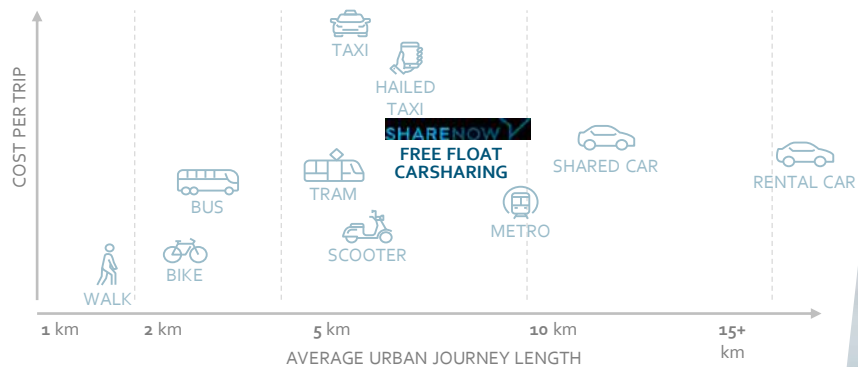 COST PER TRIP
TAXI
HAILED
TAXI
SHARENOW
FREE FLOAT
CARSHARING
SHARED CAR
RENTAL CAR
TRAM
BUS
METRO
SCOOTER
BIKE
WALK
1 km
2 km
5 km
10 km
15+
km
AVERAGE URBAN JOURNEY LENGTH